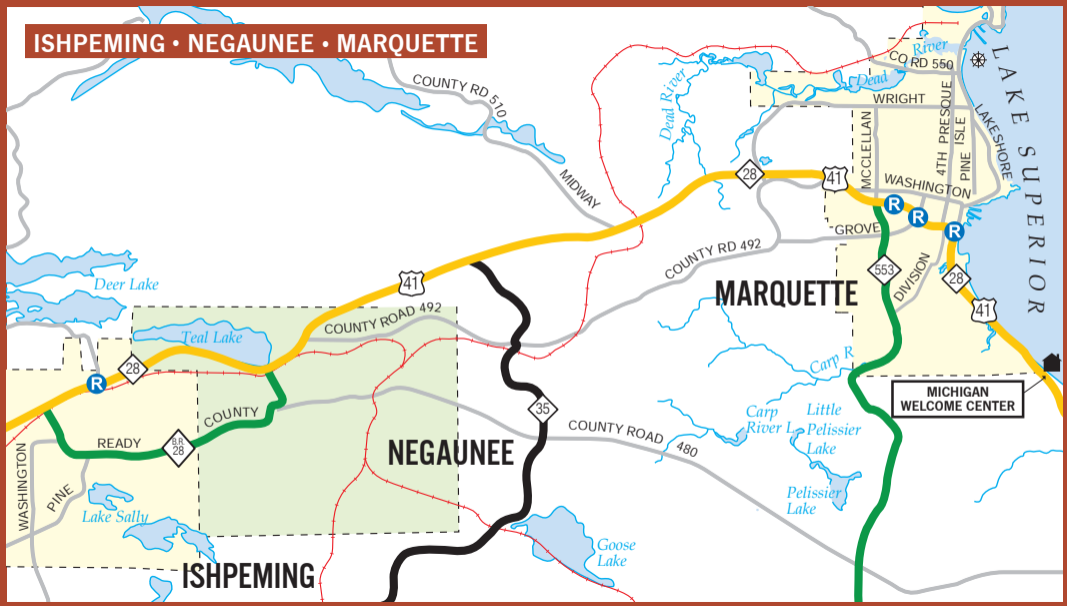 ISHPEMING • NEGAUNEE • MARQUETTE
COUNTY RD 510
MIDWAY
Dead River
Dead
River
CO RD 550
WRIGHT
MCCLELLAN
4TH PRESQUE
PINE ISLE
LAKESHORE
LAKE SUPERIOR
WASHINGTON
28
41
R
R
R
GROVE
COUNTY RD 492
553
DIVISION
28
41
MARQUETTE
41
Deer Lake
Teal Lake
COUNTY ROAD 492
28
R
Carp R
MICHIGAN
WELCOME CENTER
35
COUNTY
READY
B.R.
28
COUNTY ROAD 480
Carp
River L.
Little
Pelissier
Lake
Pelissier
Lake
NEGAUNEE
WASHINGTON
PINE
Lake Sally
Goose
Lake
ISHPEMING